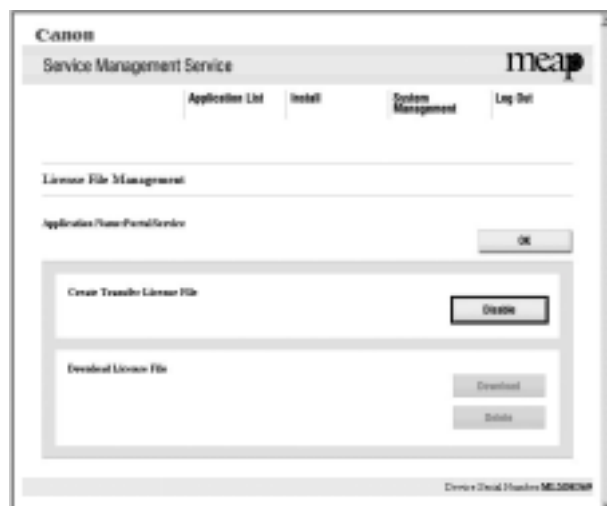 Canon
Service Management Service
meap
Application List
Install
System Management
Log Out
License File Management
Application Name:PortalService
OK
Create Transfer License File
Disable
Download License File
Download
Delete
Device Serial Number